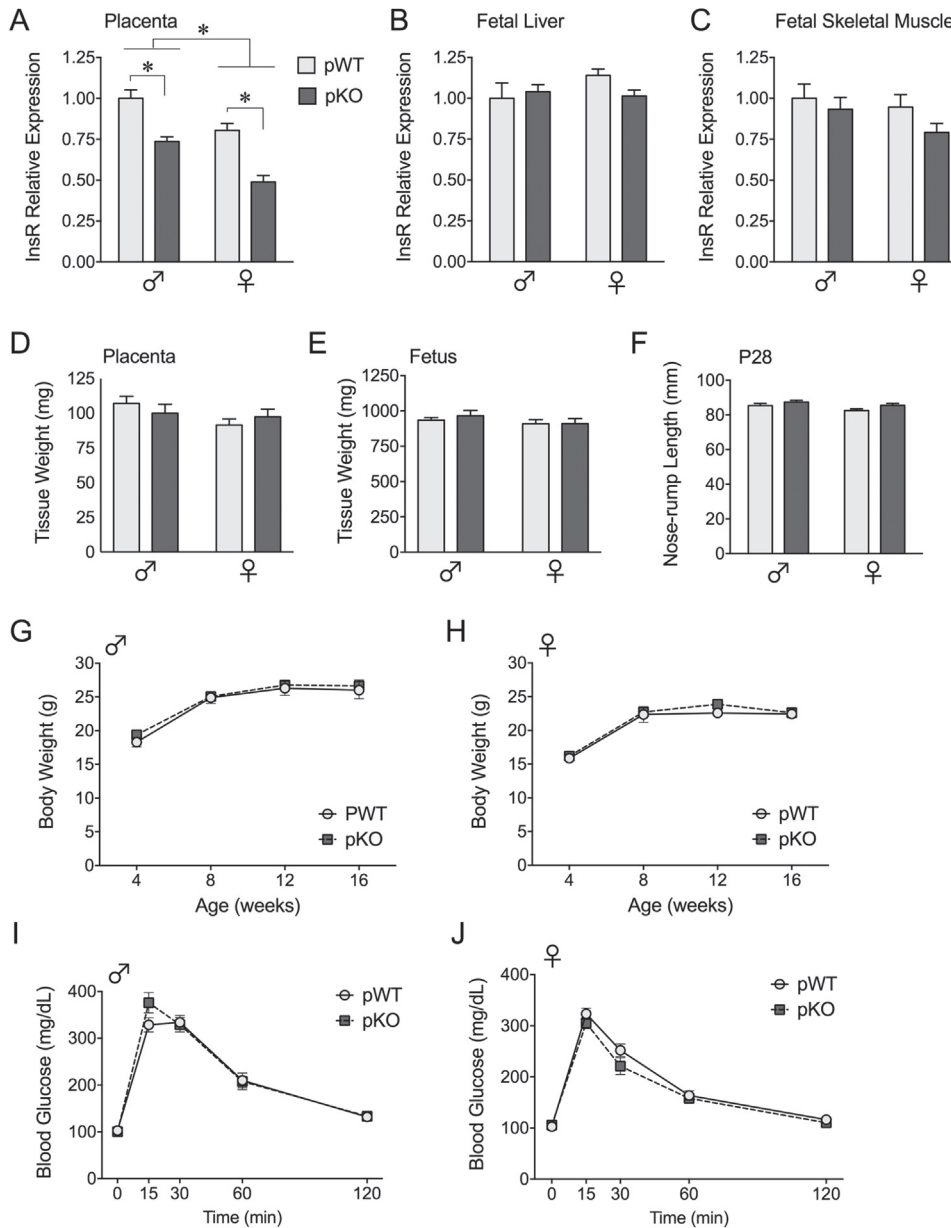 A
Placenta
*
*
*
pWT
pKO
InsR Relative Expression
1.25
1.00
0.75
0.50
0.25
0.00
♂
♀
B
Fetal Liver
InsR Relative Expression
1.25
1.00
0.75
0.50
0.25
0.00
♂
♀
C
Fetal Skeletal Muscle
InsR Relative Expression
1.25
1.00
0.75
0.50
0.25
0.00
♂
♀
D
Placenta
Tissue Weight (mg)
125
100
75
50
25
0
♂
♀
E
Fetus
Tissue Weight (mg)
1250
1000
750
500
250
0
♂
♀
F
P28
Nose-rump Length (mm)
100
80
60
40
20
0
♂
♀
G
♂
Body Weight (g)
30
25
20
15
10
5
0
PWT
pKO
4 8 12 16
Age (weeks)
H
♀
Body Weight (g)
30
25
20
15
10
5
0
pWT
pKO
4 8 12 16
Age (weeks)
I
♂
Blood Glucose (mg/dL)
400
300
200
100
0
pWT
pKO
0 15 30 60 120
Time (min)
J
♀
Blood Glucose (mg/dL)
400
300
200
100
0
pWT
pKO
0 15 30 60 120
Time (min)